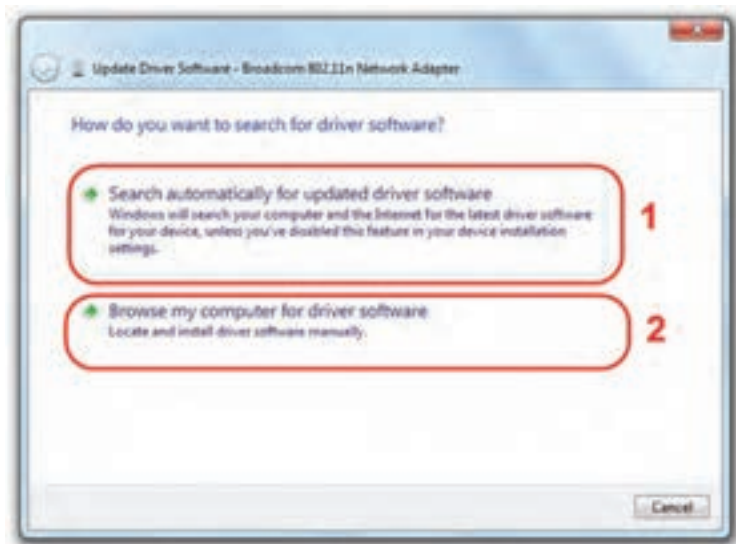 Update Driver Software - Broadcom 802.11n Network Adapter
How do you want to search for driver software?
Search automatically for updated driver software
Windows will search your computer and the Internet for the latest driver software
for your device, unless you've disabled this feature in your device installation
settings.
1
Browse my computer for driver software
Locate and install driver software manually.
2
Cancel